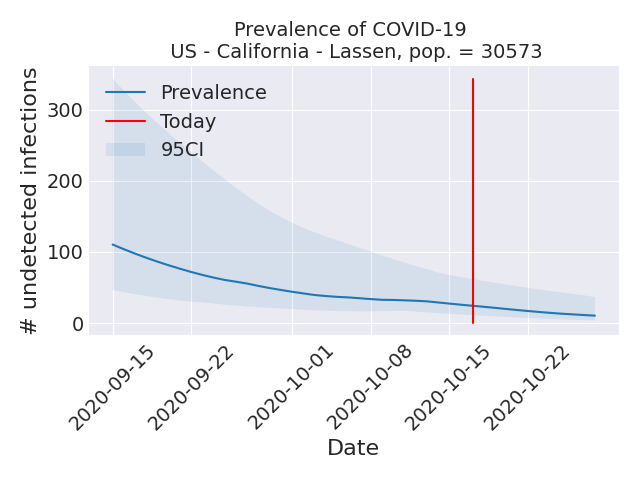 Prevalence of COVID-19
US - California - Lassen, pop. = 30573
# undetected infections
300
200
100
0
Prevalence
Today
95CI
2020-09-15
2020-09-22
2020-10-01
2020-10-08
2020-10-15
2020-10-22
Date